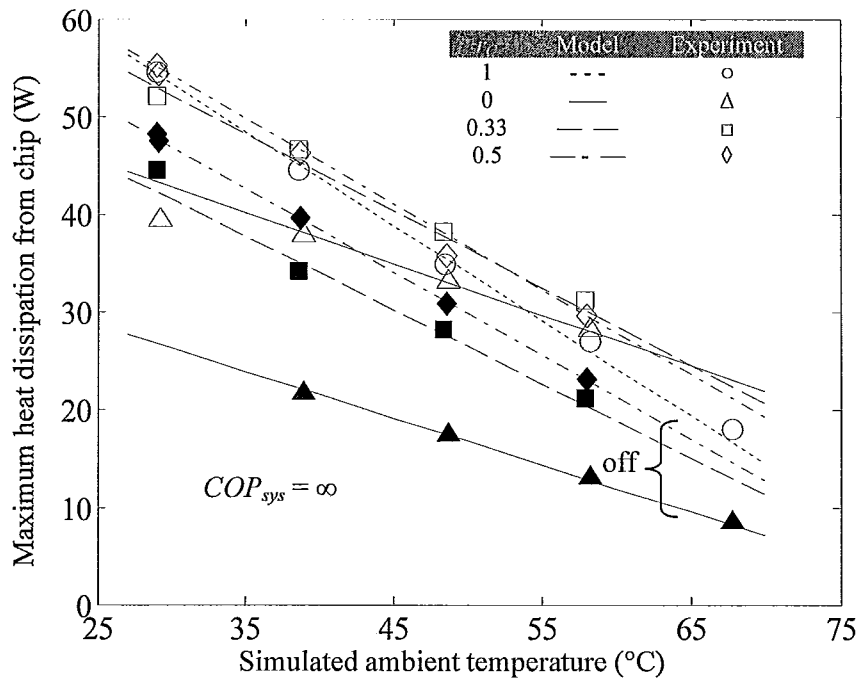 Maximum heat dissipation from chip (W)
60
50
40
30
20
10
0
Model Experiment
1
0
0.33
0.5
off
COPsys = ∞
25 35 45 55 65 75
Simulated ambient temperature (°C)